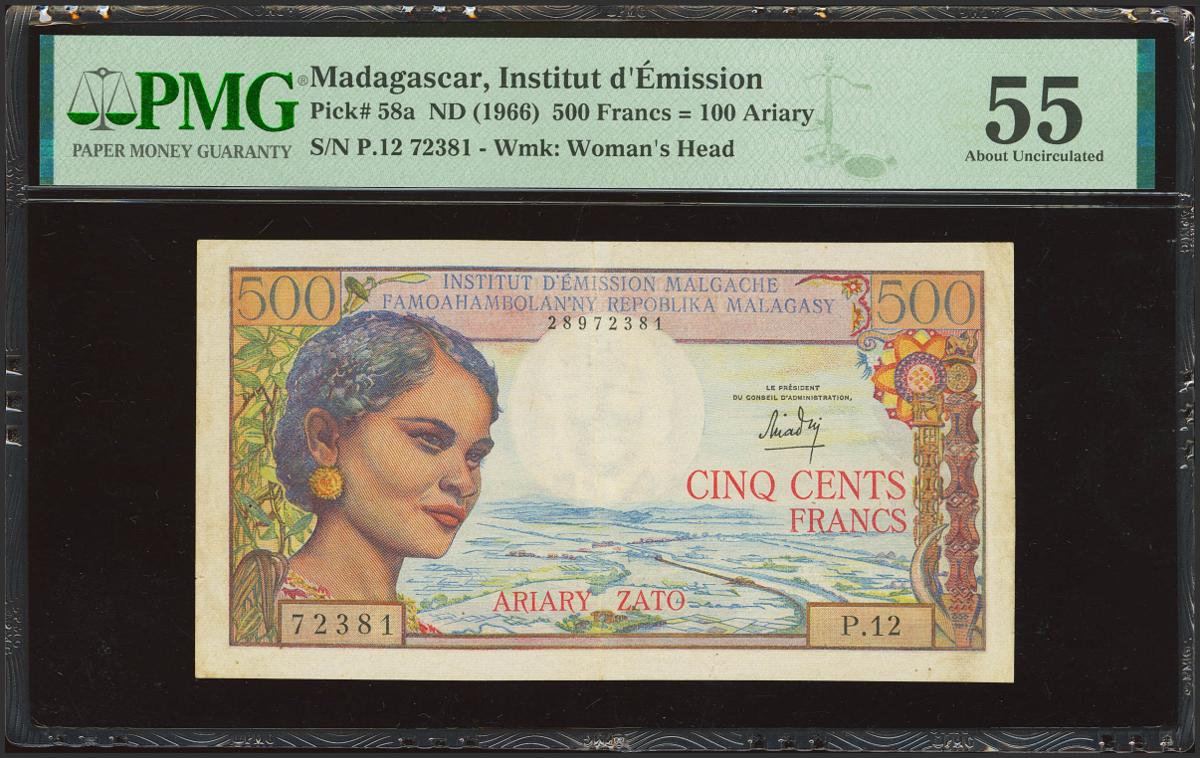 PMG®
PAPER MONEY GUARANTY
Madagascar, Institut d'Émission
Pick# 58a ND (1966) 500 Francs = 100 Ariary
S/N P.12 72381 - Wmk: Woman's Head
55
About Uncirculated
500
INSTITUT D'ÉMISSION MALGACHE
FAMOAHAMBOLAN'NY REPOBLIKA MALAGASY
500
28972381
LE PRÉSIDENT
DU CONSEIL D'ADMINISTRATION,
CINQ CENTS
FRANCS
ARIARY ZATO
72381
P.12